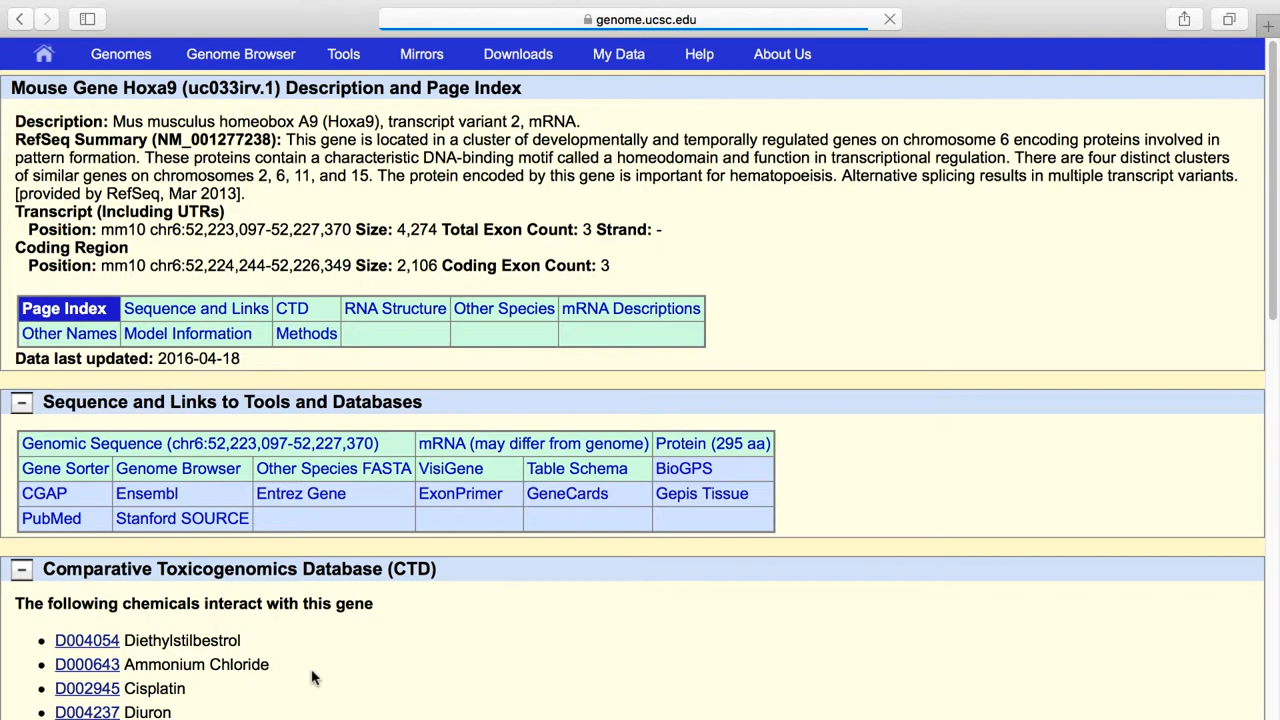 genome.ucsc.edu
Genomes Genome Browser Tools Mirrors Downloads My Data Help About Us
Mouse Gene Hoxa9 (uc033irv.1) Description and Page Index
Description: Mus musculus homeobox A9 (Hoxa9), transcript variant 2, mRNA.
RefSeq Summary (NM_001277238): This gene is located in a cluster of developmentally and temporally regulated genes on chromosome 6 encoding proteins involved in
pattern formation. These proteins contain a characteristic DNA-binding motif called a homeodomain and function in transcriptional regulation. There are four distinct clusters
of similar genes on chromosomes 2, 6, 11, and 15. The protein encoded by this gene is important for hematopoeisis. Alternative splicing results in multiple transcript variants.
[provided by RefSeq, Mar 2013].
Transcript (Including UTRs)
Position: mm10 chr6:52,223,097-52,227,370 Size: 4,274 Total Exon Count: 3 Strand: -
Coding Region
Position: mm10 chr6:52,224,244-52,226,349 Size: 2,106 Coding Exon Count: 3
Page Index Sequence and Links CTD RNA Structure Other Species mRNA Descriptions
Other Names Model Information Methods
Data last updated: 2016-04-18
Sequence and Links to Tools and Databases
Genomic Sequence (chr6:52,223,097-52,227,370) mRNA (may differ from genome) Protein (295 aa)
Gene Sorter Genome Browser Other Species FASTA VisiGene Table Schema BioGPS
CGAP Ensembl Entrez Gene ExonPrimer GeneCards Gepis Tissue
PubMed Stanford SOURCE
Comparative Toxicogenomics Database (CTD)
The following chemicals interact with this gene
• D004054 Diethylstilbestrol
• D000643 Ammonium Chloride
• D002945 Cisplatin
• D004237 Diuron